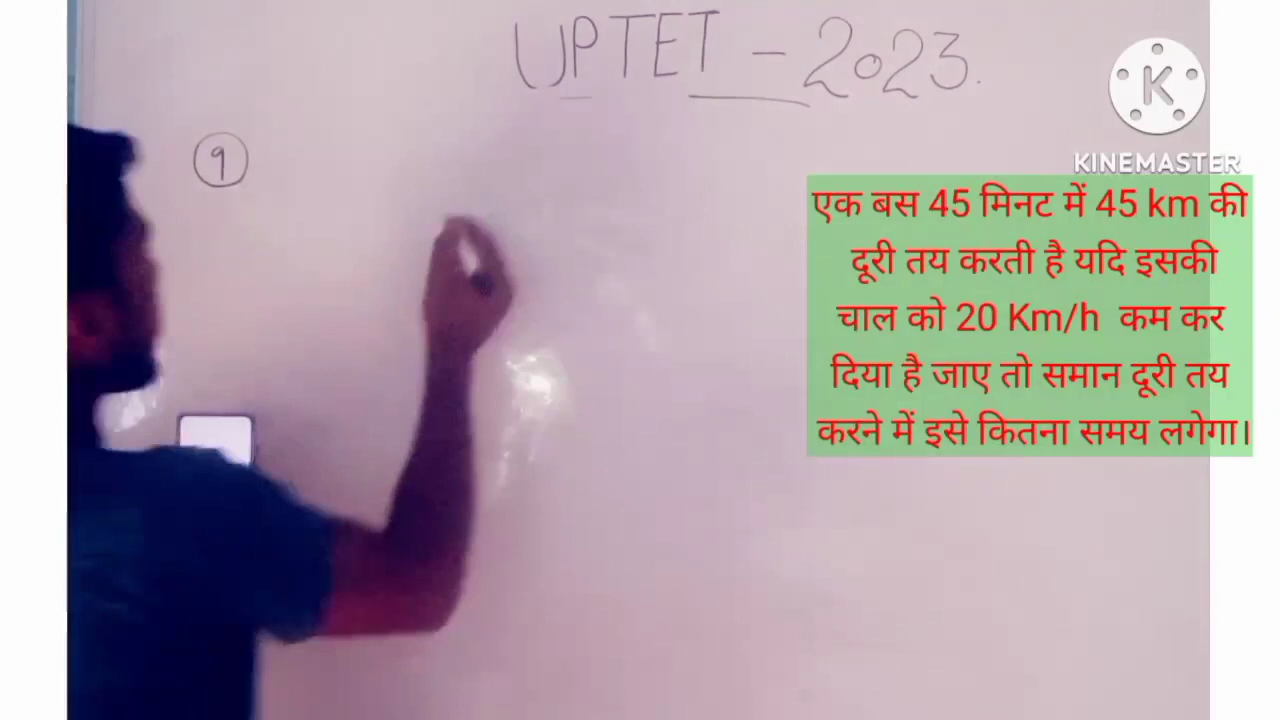 UPTET - 2023.
9
K
KINEMASTER
एक बस 45 मिनट में 45 km की
दूरी तय करती है यदि इसकी
चाल को 20 Km/h कम कर
दिया है जाए तो समान दूरी तय
करने में इसे कितना समय लगेगा।